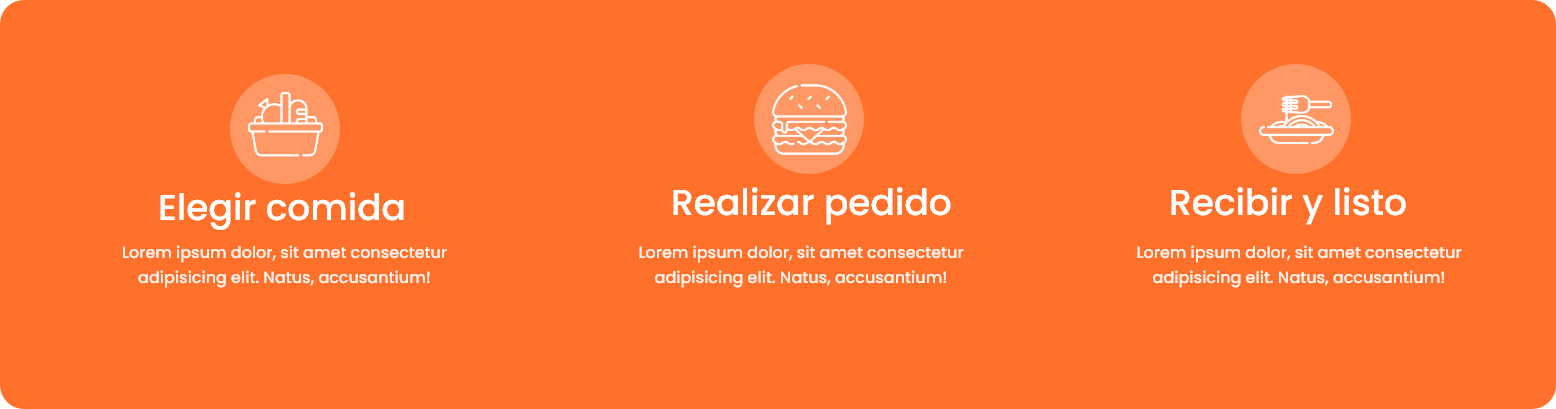 Elegir comida
Lorem ipsum dolor, sit amet consectetur
adipisicing elit. Natus, accusantium!
Realizar pedido
Lorem ipsum dolor, sit amet consectetur
adipisicing elit. Natus, accusantium!
Recibir y listo
Lorem ipsum dolor, sit amet consectetur
adipisicing elit. Natus, accusantium!